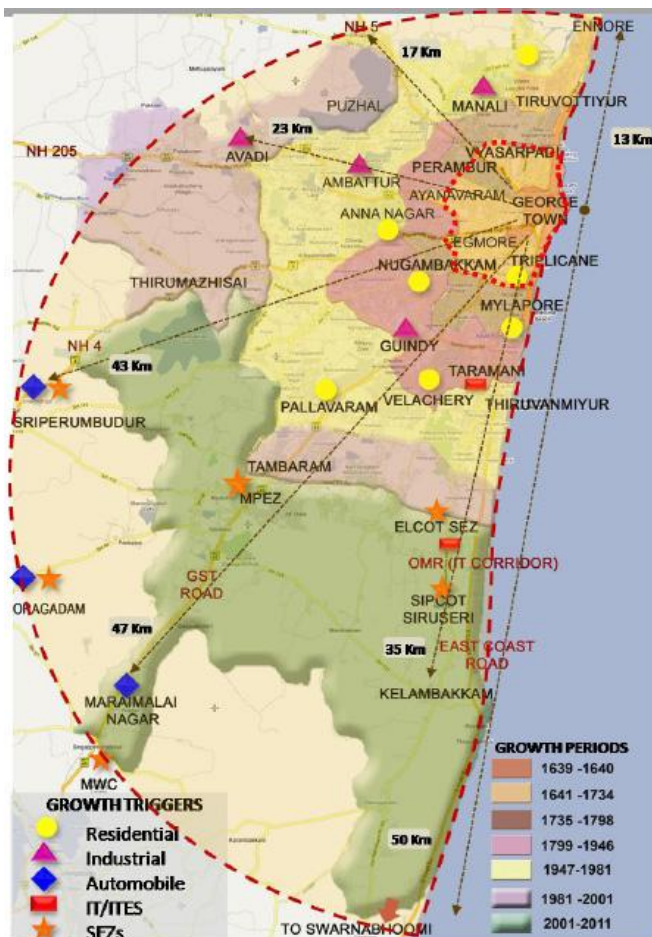 NH 5
ENNORE
17 Km
PUZHAL
MANALI
TIRUVOTTIYUR
23 Km
13 Km
NH 205
AVADI
VYASARPADI
PERAMBUR
AMBATTUR
AYANAVARAM
GEORGE
TOWN
ANNA NAGAR
EGMORE
NUGAMBAKKAM
TRIPLICANE
THIRUMAZHISAI
MYLAPORE
NH 4
GUINDY
43 Km
TARAMANI
SRIPERUMBUDUR
PALLAVARAM
VELACHERY
THIRUVANMIYUR
TAMBARAM
MPEZ
ELCOT SEZ
OMR (IT CORRIDOR)
GST
ROAD
ORAGADAM
SIPCOT
SIRUSERI
47 Km
35 Km
EAST COAST
ROAD
KELAMBAKKAM
MARAIMALAI
NAGAR
MWC
50 Km
TO SWARNABHOOMI
GROWTH TRIGGERS
Residential
Industrial
Automobile
IT/ITES
SEZs
GROWTH PERIODS
1639 -1640
1641 -1734
1735 -1798
1799 -1946
1947-1981
1981 -2001
2001-2011